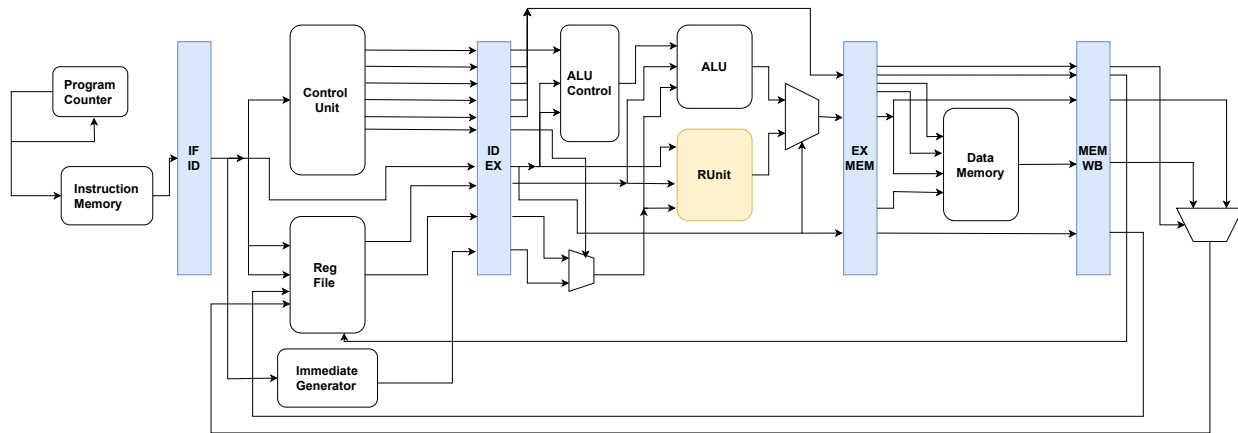 Program
Counter
Instruction
Memory
IF
ID
Control
Unit
Reg
File
Immediate
Generator
ID
EX
ALU
Control
ALU
RUnit
EX
MEM
Data
Memory
MEM
WB